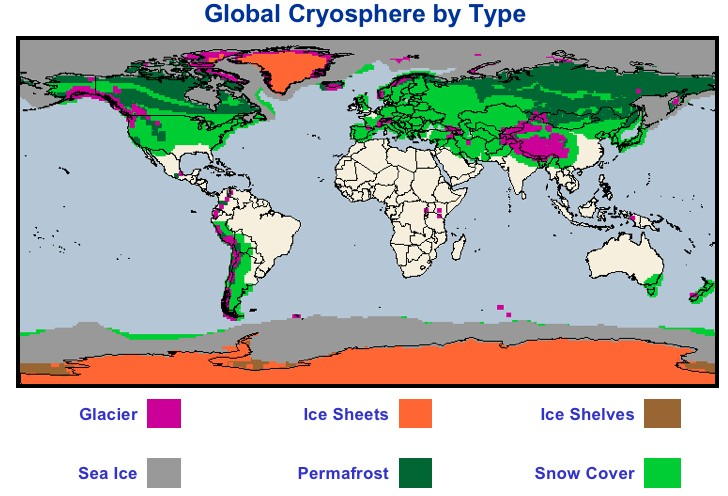 Global Cryosphere by Type
Glacier
Ice Sheets
Ice Shelves
Sea Ice
Permafrost
Snow Cover